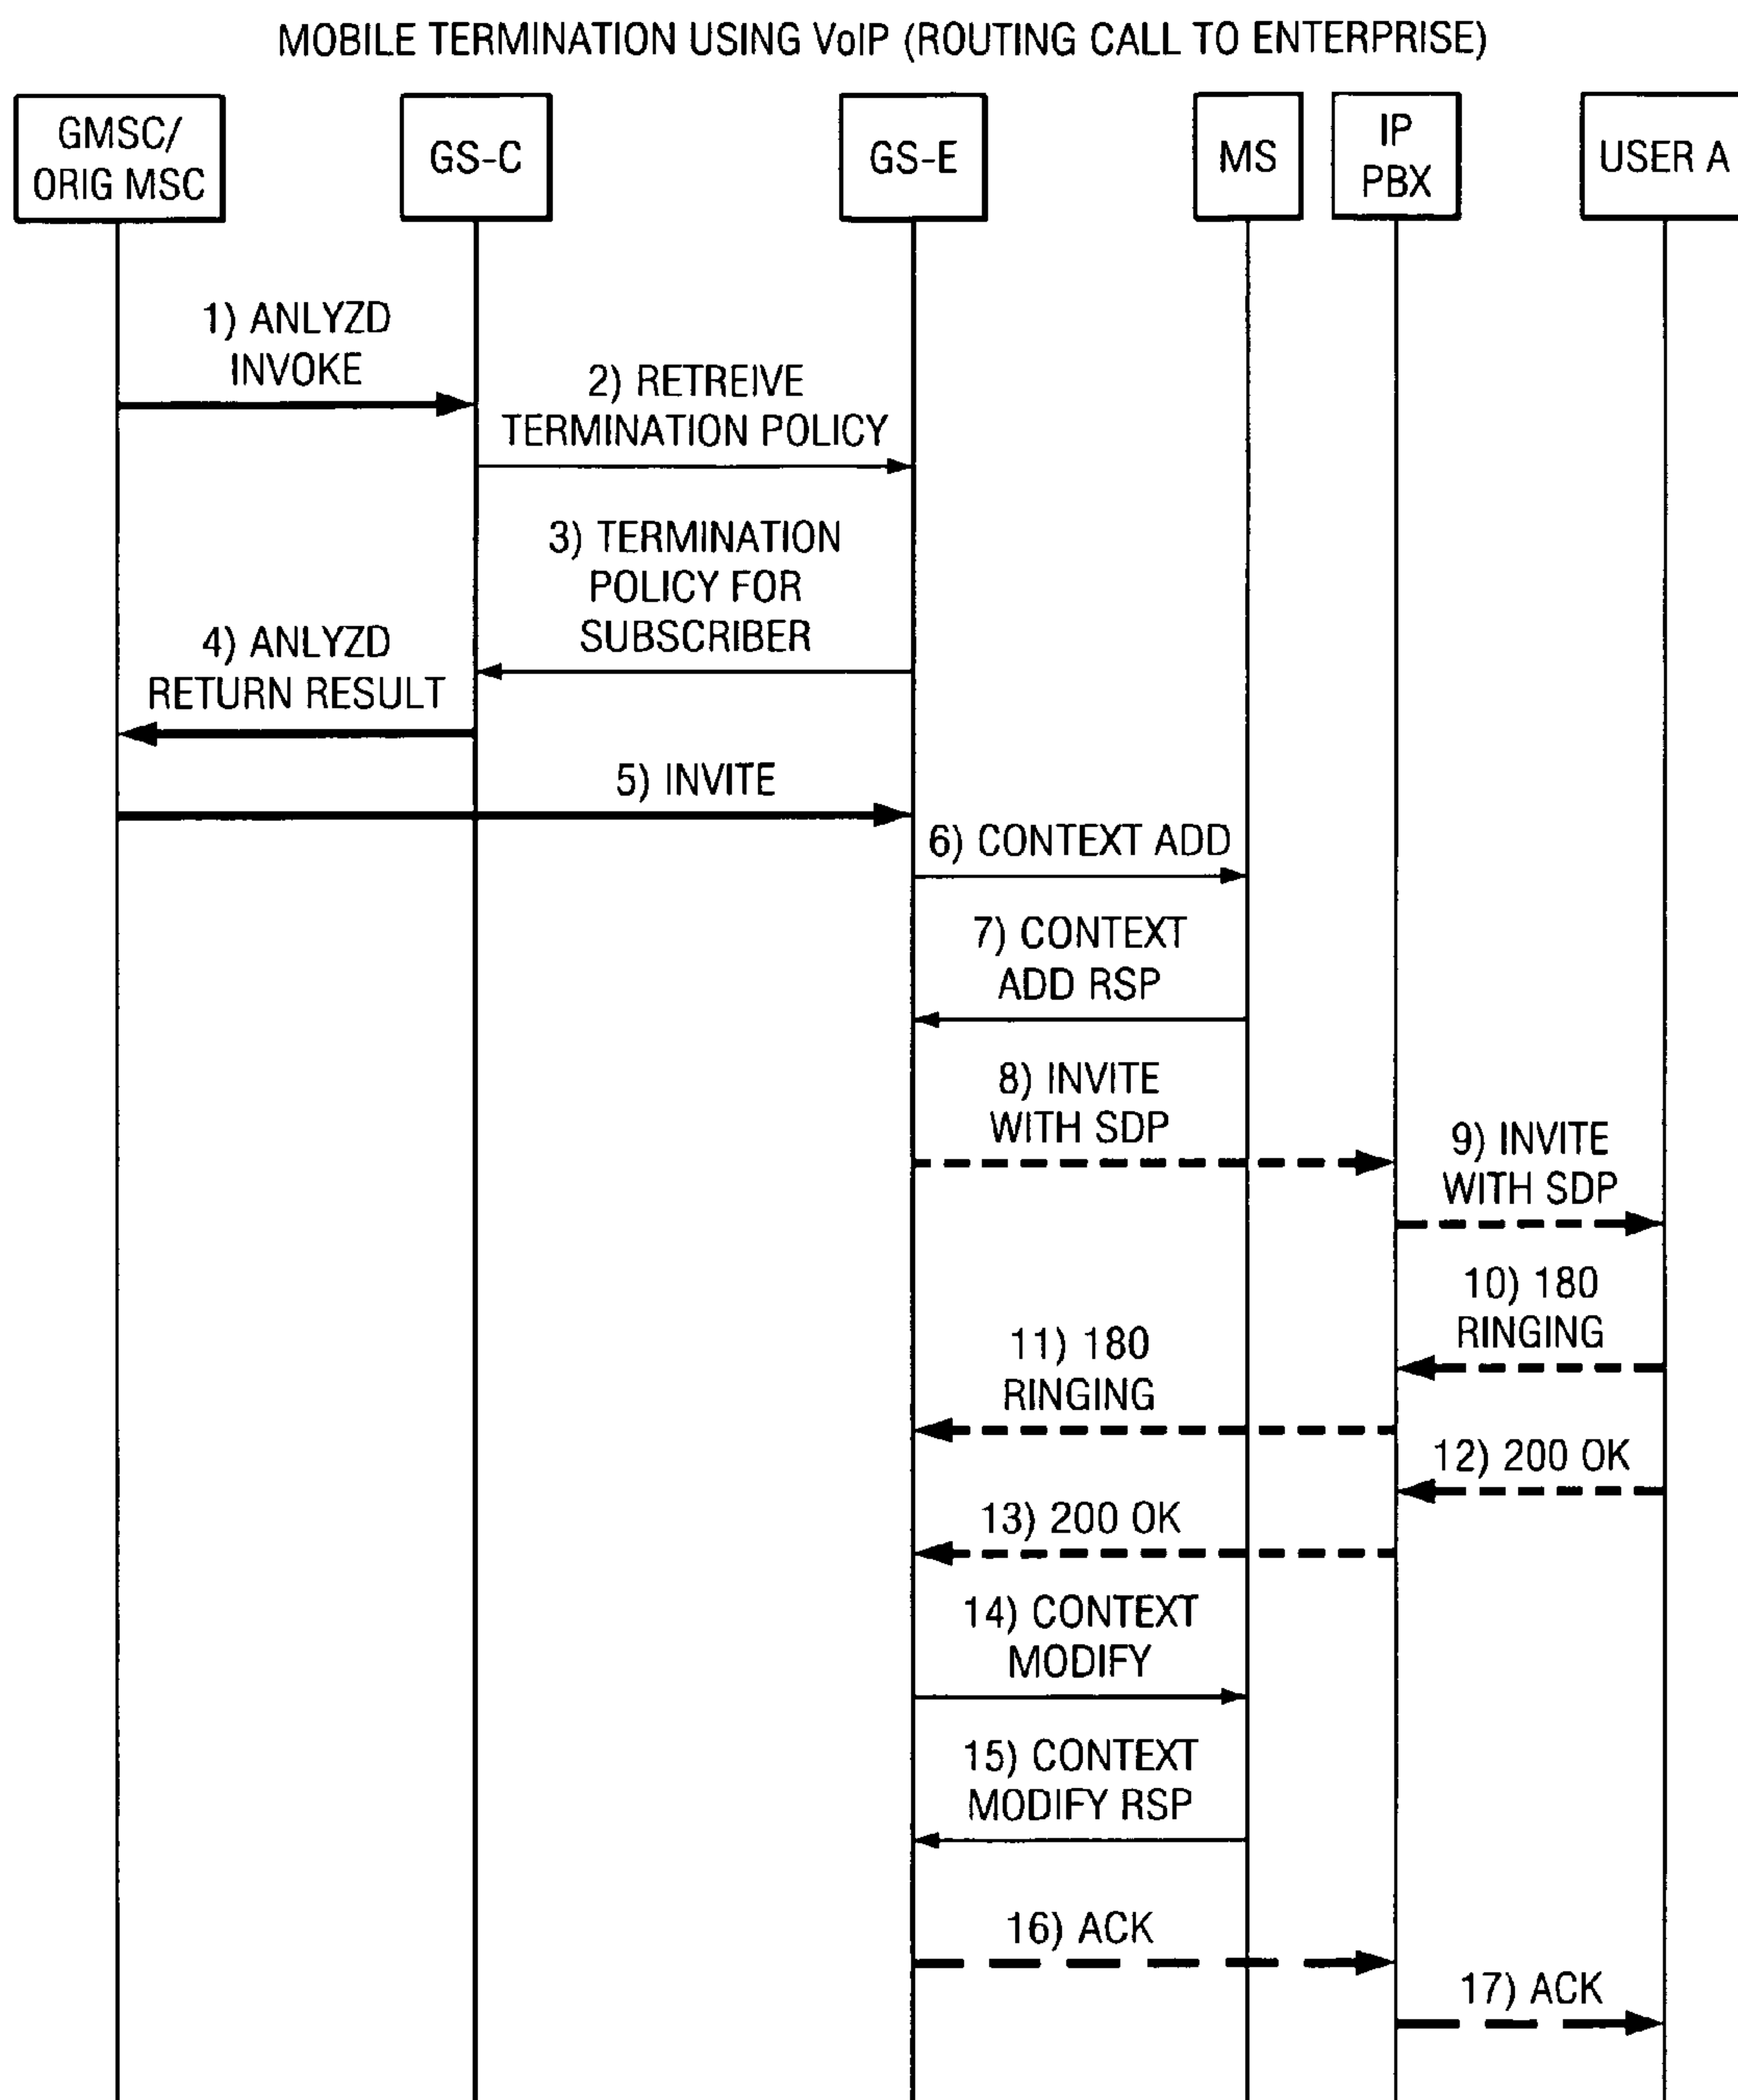 MOBILE TERMINATION USING VoIP (ROUTING CALL TO ENTERPRISE)
GMSC/
ORIG MSC
GS-C
GS-E
MS
IP
PBX
USER A
1) ANLYZD
INVOKE
2) RETREIVE
TERMINATION POLICY
3) TERMINATION
POLICY FOR
SUBSCRIBER
4) ANLYZD
RETURN RESULT
5) INVITE
6) CONTEXT ADD
7) CONTEXT
ADD RSP
8) INVITE
WITH SDP
9) INVITE
WITH SDP
10) 180
RINGING
11) 180
RINGING
12) 200 OK
13) 200 OK
14) CONTEXT
MODIFY
15) CONTEXT
MODIFY RSP
16) ACK
17) ACK